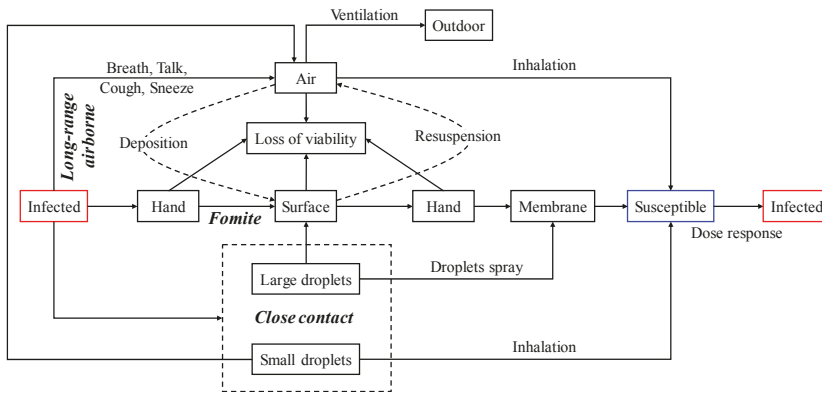 Ventilation
Outdoor
Breath, Talk,
Cough, Sneeze
Air
Inhalation
Long-range
airborne
Deposition
Loss of viability
Resuspension
Infected
Hand
Fomite
Surface
Hand
Membrane
Susceptible
Infected
Dose response
Large droplets
Droplets spray
Close contact
Small droplets
Inhalation